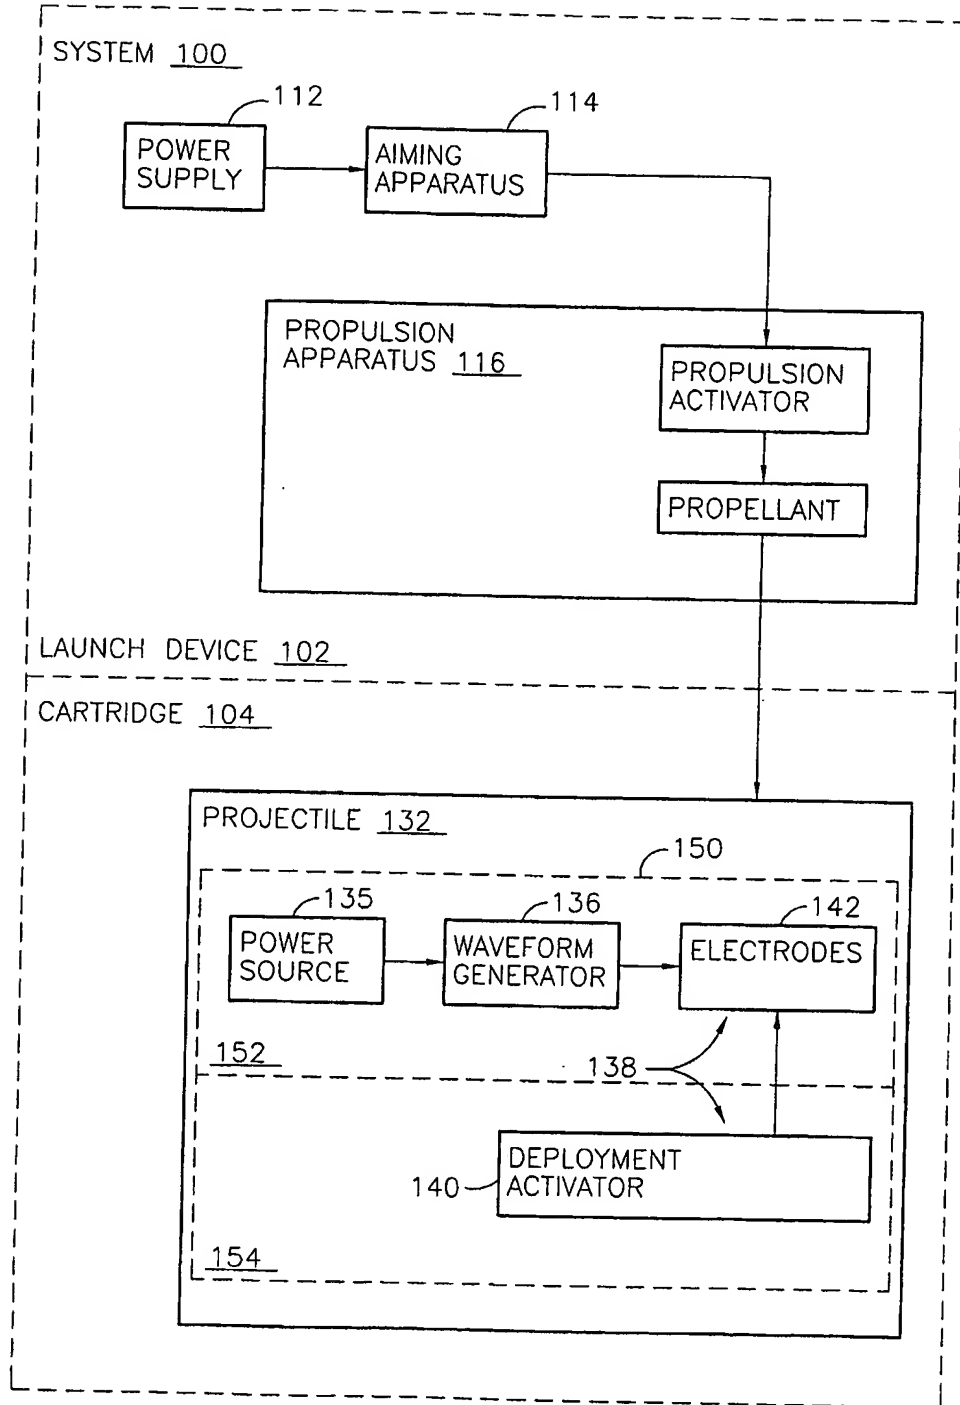 SYSTEM 100
112
114
POWER
SUPPLY
AIMING
APPARATUS
PROPULSION
APPARATUS 116
PROPULSION
ACTIVATOR
PROPELLANT
LAUNCH DEVICE 102
CARTRIDGE 104
PROJECTILE 132
150
135
136
142
POWER
SOURCE
WAVEFORM
GENERATOR
ELECTRODES
152
138
DEPLOYMENT
ACTIVATOR
140
154